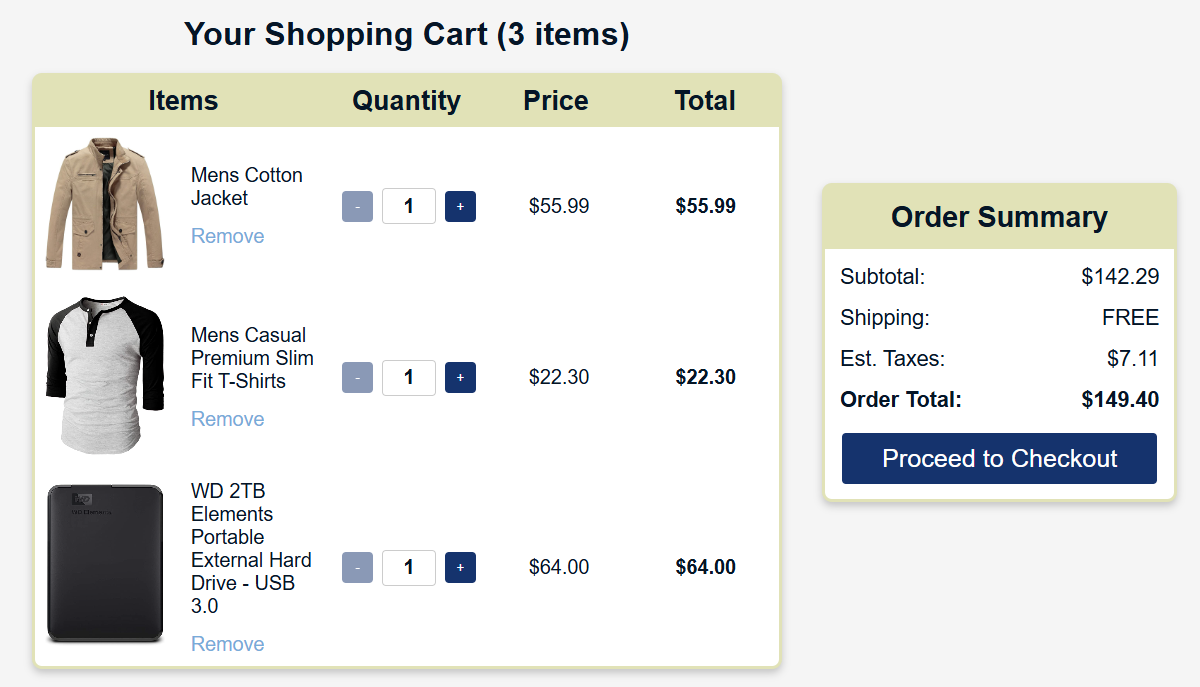 Your Shopping Cart (3 items)
Items Quantity Price Total
Mens Cotton
Jacket
Remove
- 1 + $55.99 $55.99
Mens Casual
Premium Slim
Fit T-Shirts
Remove
- 1 + $22.30 $22.30
WD
WD Elements
WD 2TB
Elements
Portable
External Hard
Drive - USB
3.0
Remove
- 1 + $64.00 $64.00
Order Summary
Subtotal: $142.29
Shipping: FREE
Est. Taxes: $7.11
Order Total: $149.40
Proceed to Checkout